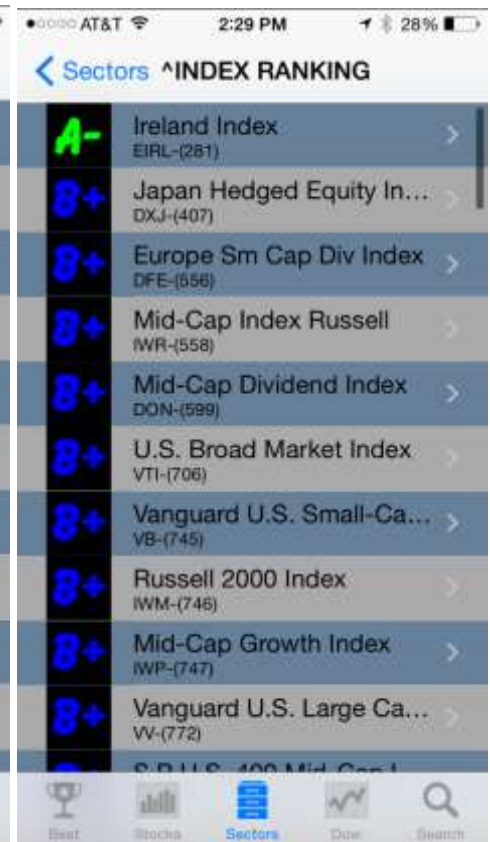 AT&T 2:29 PM 28%
Sectors ^INDEX RANKING
A-
Ireland Index
EIRL-(281)
B+
Japan Hedged Equity In...
DXJ-(407)
B+
Europe Sm Cap Div Index
DFE-(556)
B+
Mid-Cap Index Russell
IWR-(558)
B+
Mid-Cap Dividend Index
DON-(599)
B+
U.S. Broad Market Index
VTI-(706)
B+
Vanguard U.S. Small-Ca...
VB-(745)
B+
Russell 2000 Index
IWM-(746)
B+
Mid-Cap Growth Index
IWP-(747)
B+
Vanguard U.S. Large Ca...
VV-(772)
Best Stocks Sectors Dow Search